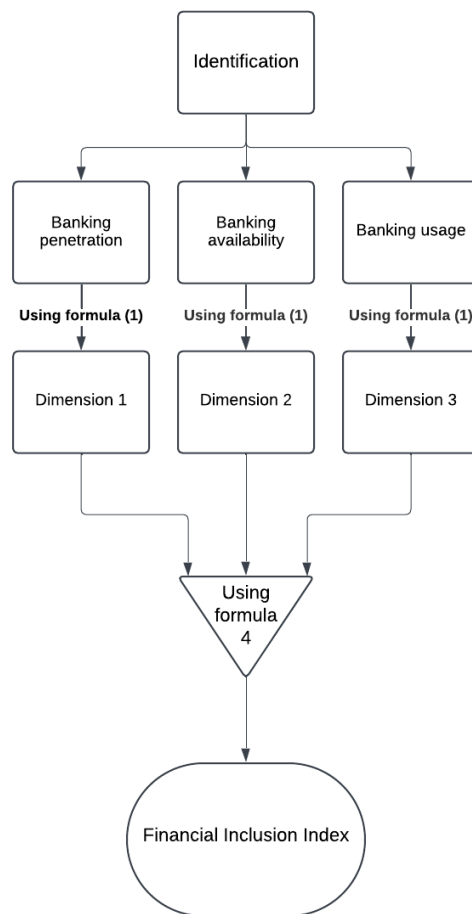 Identification
Banking
penetration
Banking
availability
Banking usage
Using formula (1)
Using formula (1)
Using formula (1)
Dimension 1
Dimension 2
Dimension 3
Using
formula
4
Financial Inclusion Index